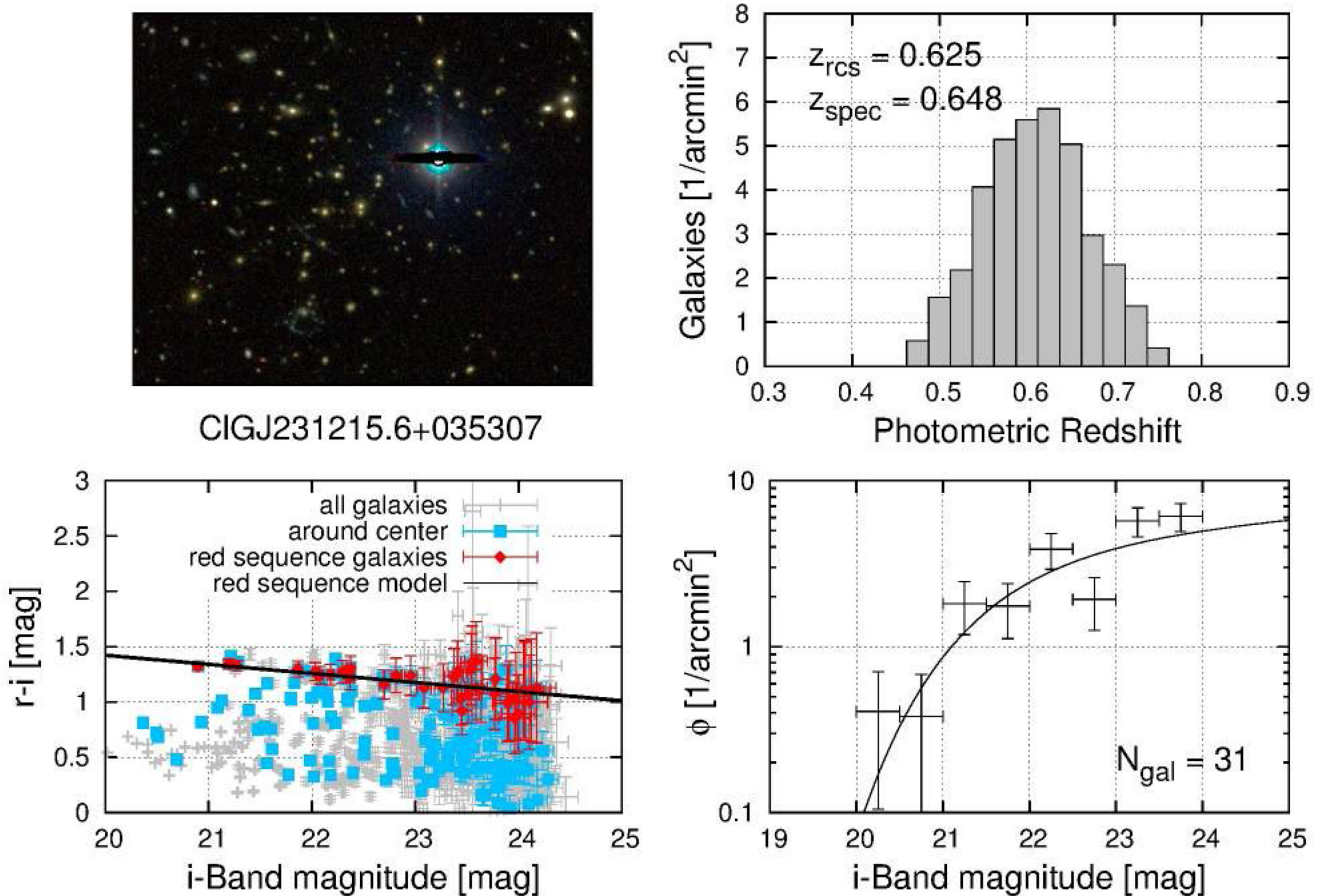 ClGJ231215.6+035307
8
7
6
5
4
3
2
1
0
Galaxies [1/arcmin²]
z_rcs = 0.625
z_spec = 0.648
0.3 0.4 0.5 0.6 0.7 0.8 0.9
Photometric Redshift
3
2.5
2
1.5
1
0.5
0
r-i [mag]
all galaxies
around center
red sequence galaxies
red sequence model
20 21 22 23 24 25
i-Band magnitude [mag]
10
1
0.1
ϕ [1/arcmin²]
N_gal = 31
19 20 21 22 23 24 25
i-Band magnitude [mag]